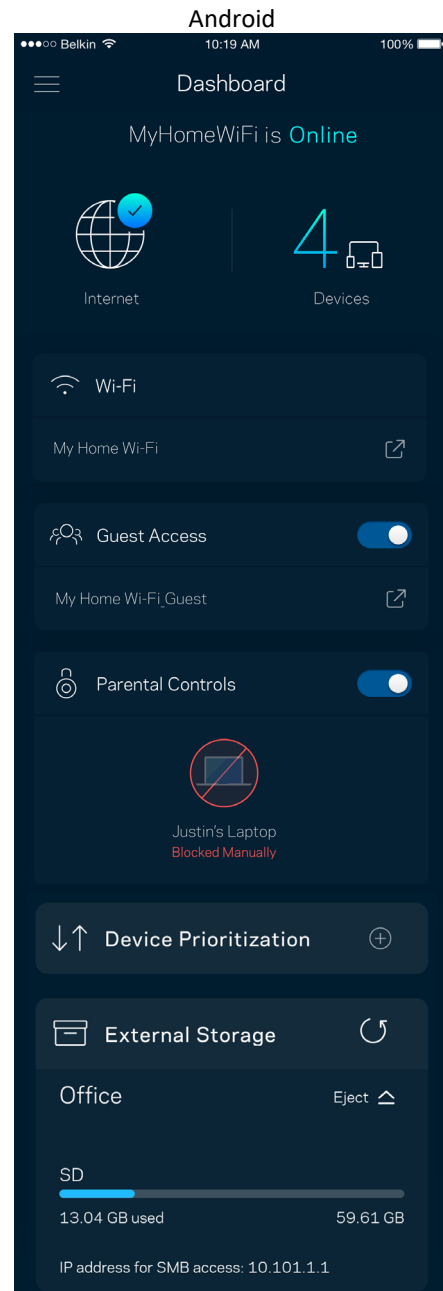 Android
Belkin 10:19 AM 100%
Dashboard
MyHomeWiFi is Online
4
Internet Devices
Wi-Fi
My Home Wi-Fi
Guest Access
My Home Wi-Fi_Guest
Parental Controls
Justin's Laptop
Blocked Manually
Device Prioritization
External Storage
Office Eject
SD
13.04 GB used 59.61 GB
IP address for SMB access: 10.101.1.1